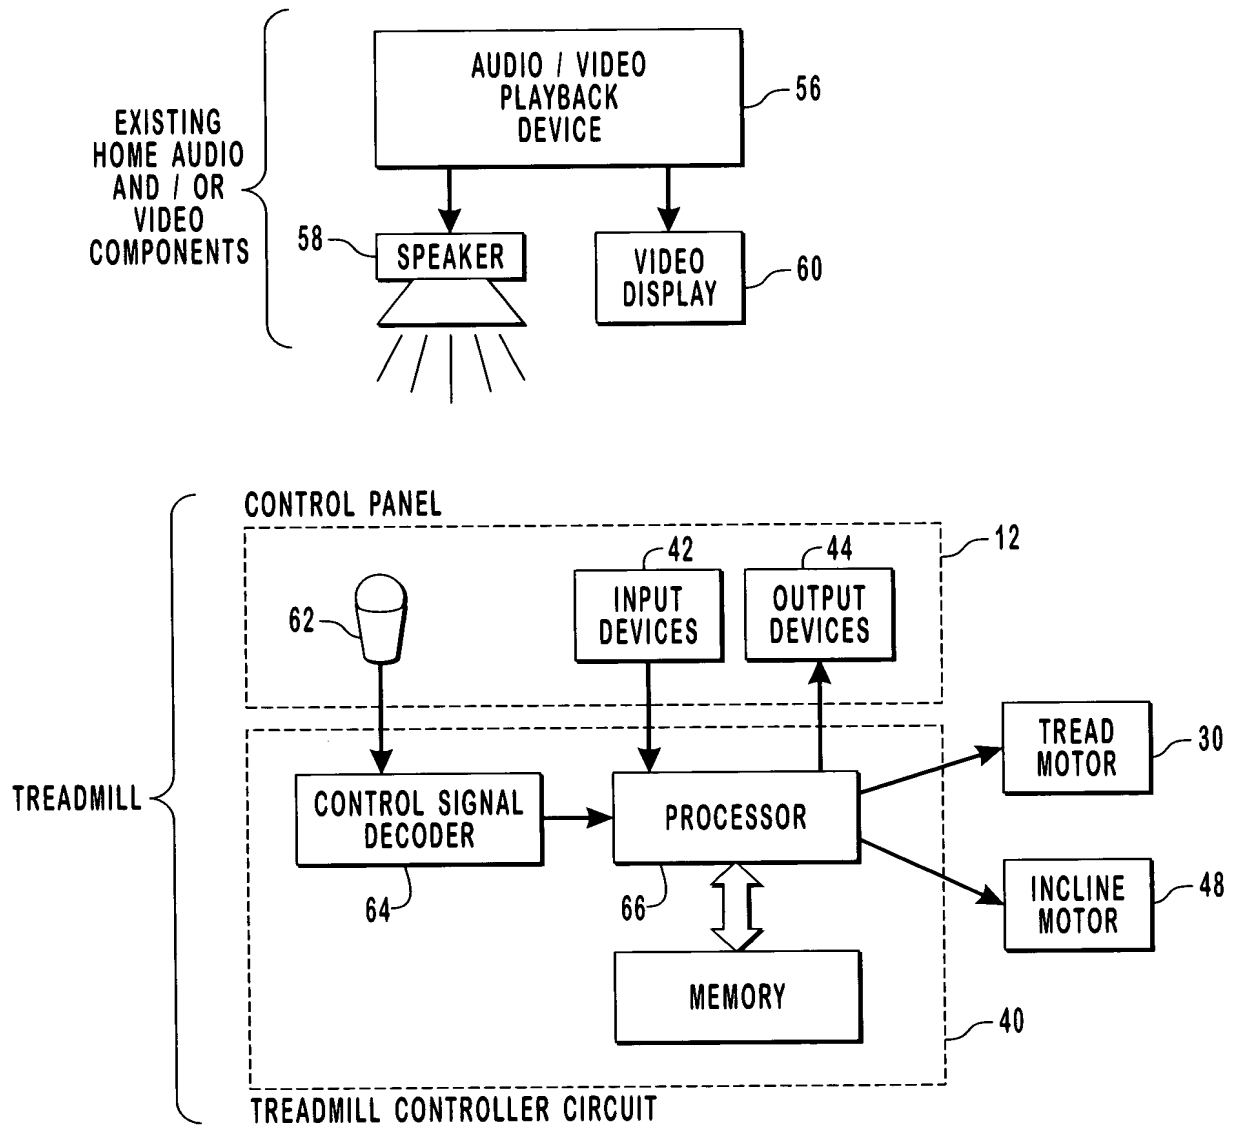 AUDIO / VIDEO
PLAYBACK
DEVICE
56
EXISTING
HOME AUDIO
AND / OR
VIDEO
COMPONENTS
58
SPEAKER
VIDEO
DISPLAY
60
CONTROL PANEL
12
42
44
INPUT
DEVICES
OUTPUT
DEVICES
62
TREADMILL
CONTROL SIGNAL
DECODER
64
PROCESSOR
66
TREAD
MOTOR
30
INCLINE
MOTOR
48
MEMORY
40
TREADMILL CONTROLLER CIRCUIT